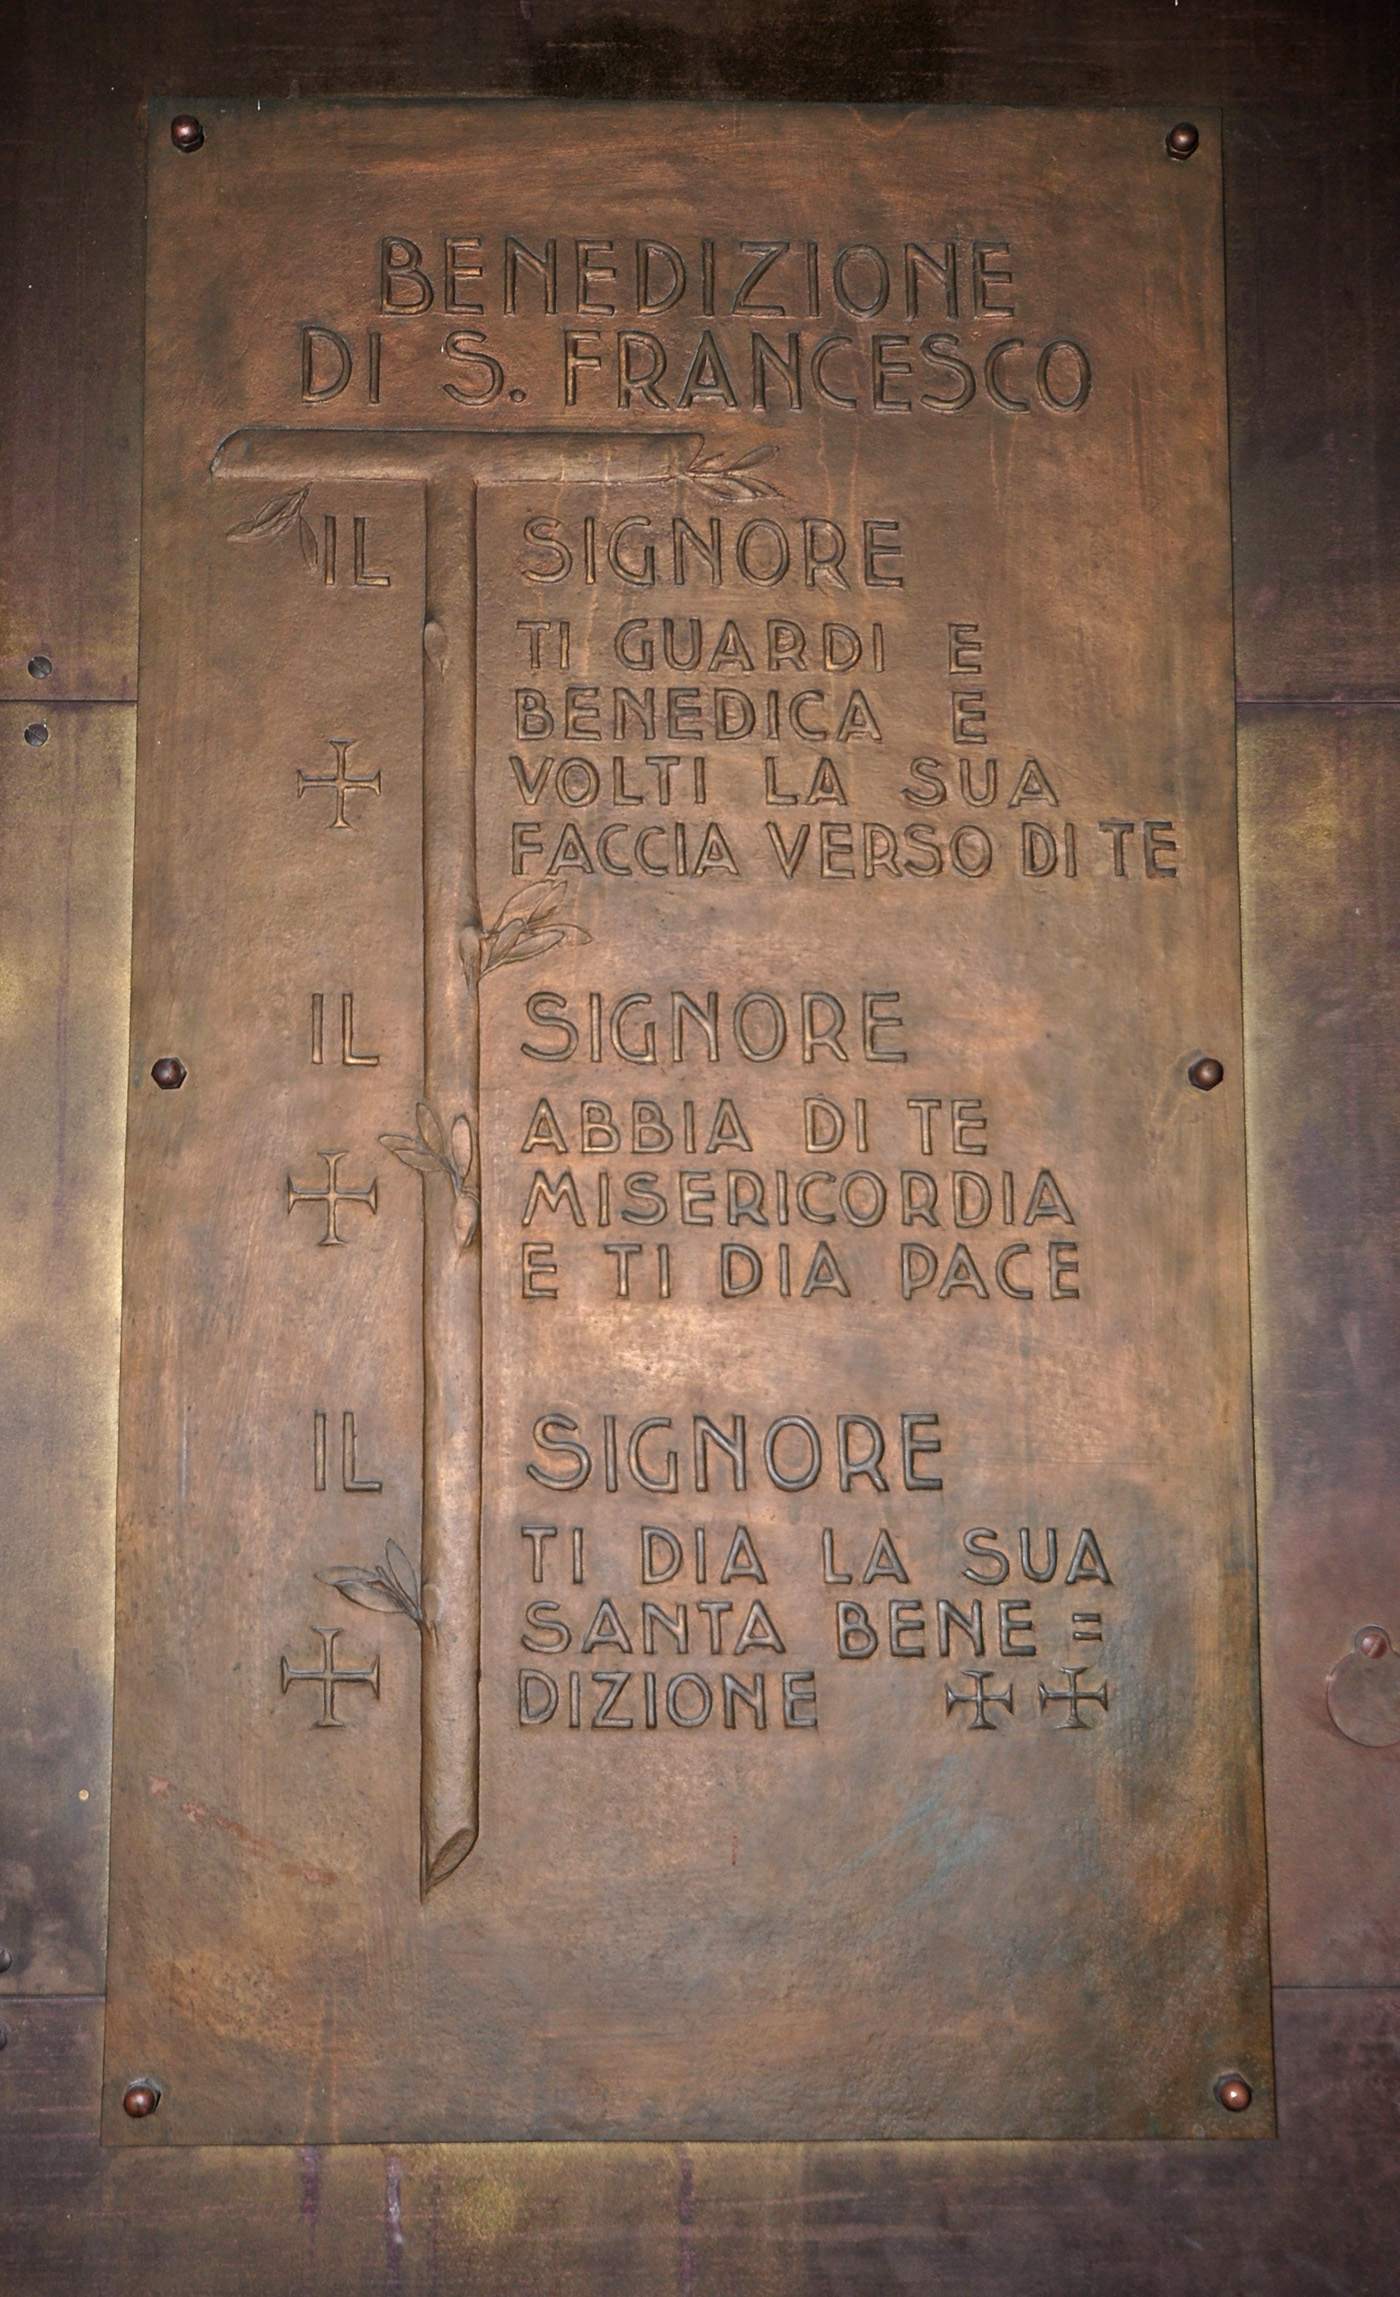 BENEDIZIONE
DI S. FRANCESCO
IL SIGNORE
TI GUARDI E
BENEDICA E
VOLTI LA SUA
FACCIA VERSO DI TE
IL SIGNORE
ABBIA DI TE
MISERICORDIA
E TI DIA PACE
IL SIGNORE
TI DIA LA SUA
SANTA BENE =
DIZIONE